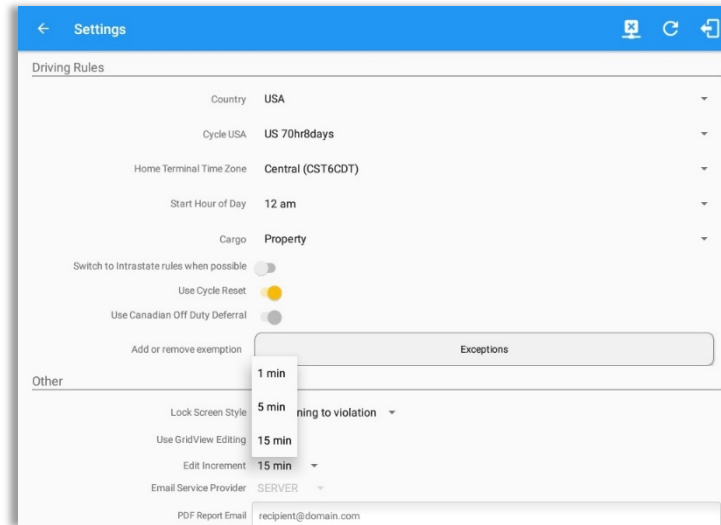 Settings
Driving Rules
Country USA
Cycle USA US 70hr8days
Home Terminal Time Zone Central (CST6CDT)
Start Hour of Day 12 am
Cargo Property
Switch to Intrastate rules when possible
Use Cycle Reset
Use Canadian Off Duty Deferral
Add or remove exemption Exceptions
1 min
Other
Lock Screen Style 5 min to violation
Use GridView Editing 15 min
Edit Increment 15 min
Email Service Provider SERVER
PDF Report Email recipient@domain.com